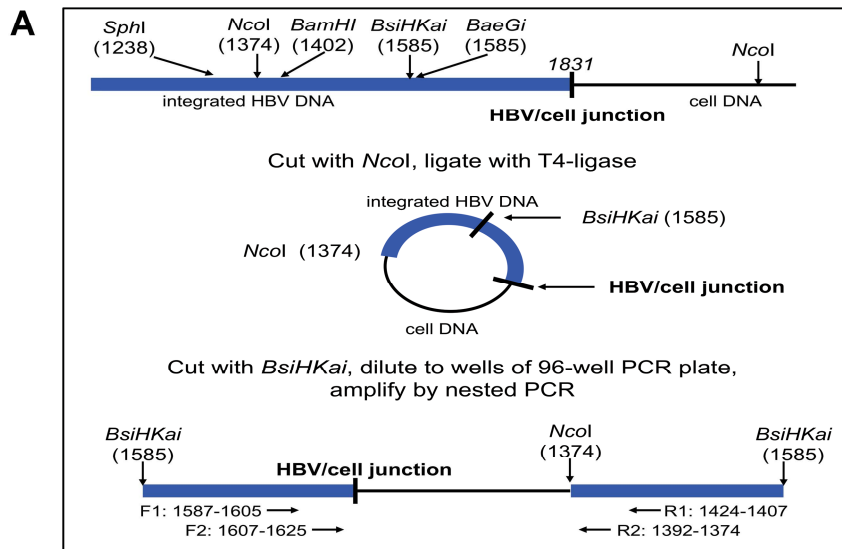 A
SphI
(1238)
NcoI
(1374)
BamHI
(1402)
BsiHKai
(1585)
BaeGi
(1585)
1831
NcoI
integrated HBV DNA
cell DNA
HBV/cell junction
Cut with NcoI, ligate with T4-ligase
integrated HBV DNA
BsiHKai (1585)
NcoI (1374)
HBV/cell junction
cell DNA
Cut with BsiHKai, dilute to wells of 96-well PCR plate,
amplify by nested PCR
BsiHKai
(1585)
HBV/cell junction
NcoI
(1374)
BsiHKai
(1585)
F1: 1587-1605
R1: 1424-1407
F2: 1607-1625
R2: 1392-1374